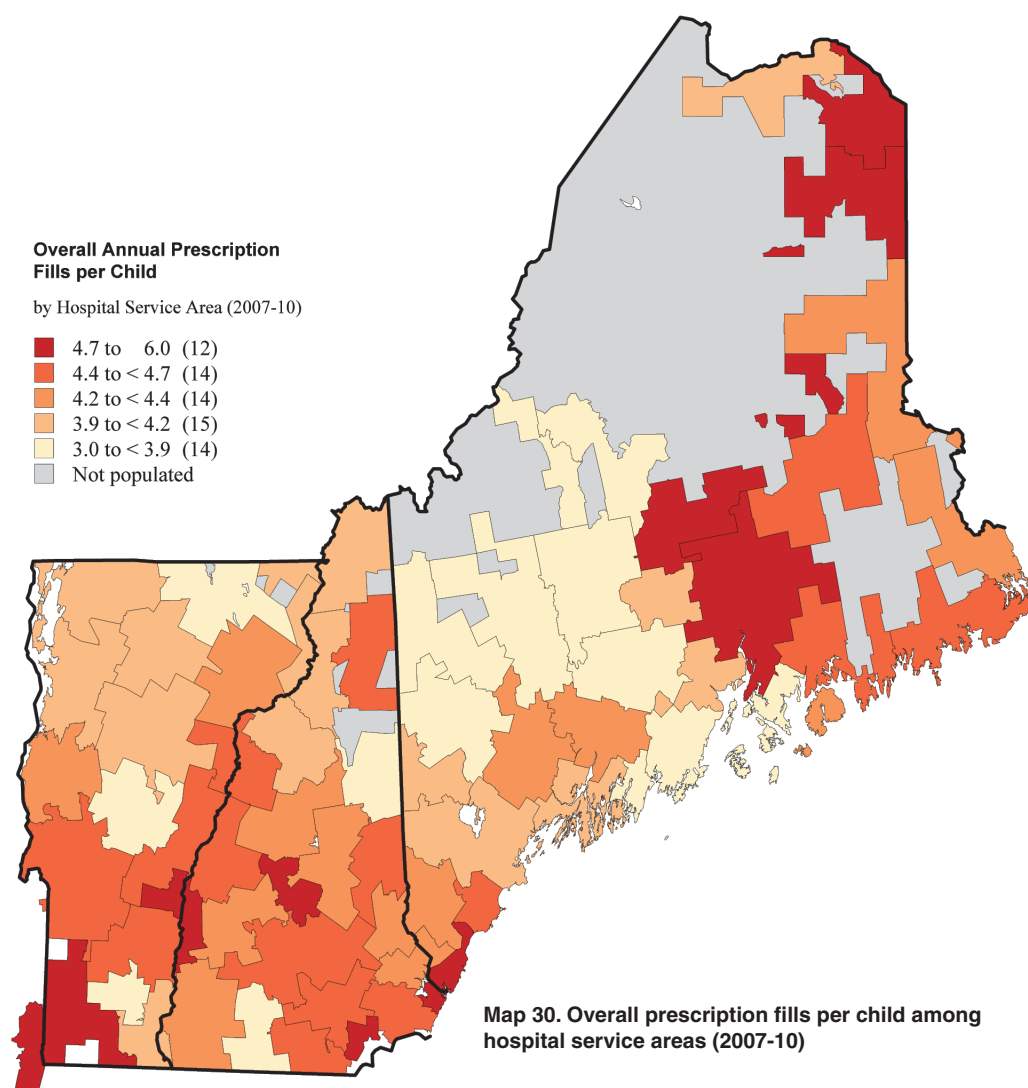 Overall Annual Prescription
Fills per Child
by Hospital Service Area (2007-10)
4.7 to 6.0 (12)
4.4 to < 4.7 (14)
4.2 to < 4.4 (14)
3.9 to < 4.2 (15)
3.0 to < 3.9 (14)
Not populated
Map 30. Overall prescription fills per child among
hospital service areas (2007-10)